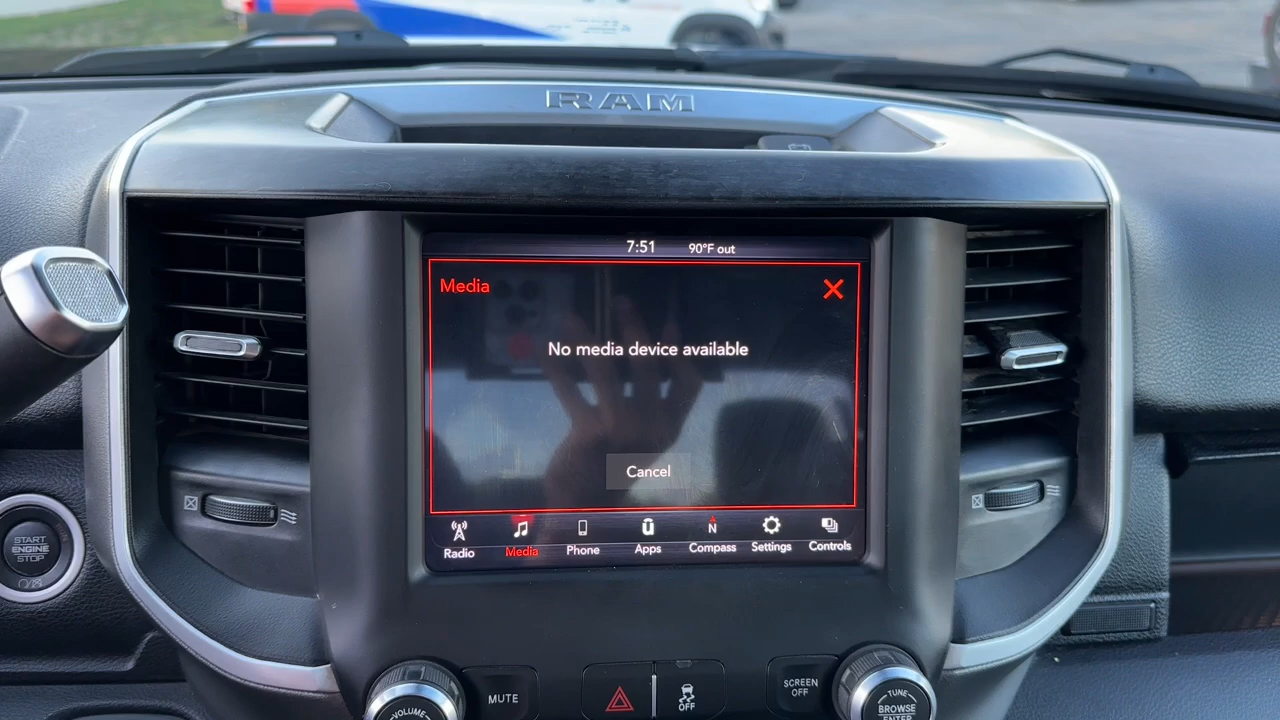 RAM
7:51 90°F out
Media
No media device available
Cancel
Radio Media Phone Apps N Compass Settings Controls
START
ENGINE
STOP
VOLUME
MUTE
OFF
SCREEN
OFF
TUNE
BROWSE
ENTER